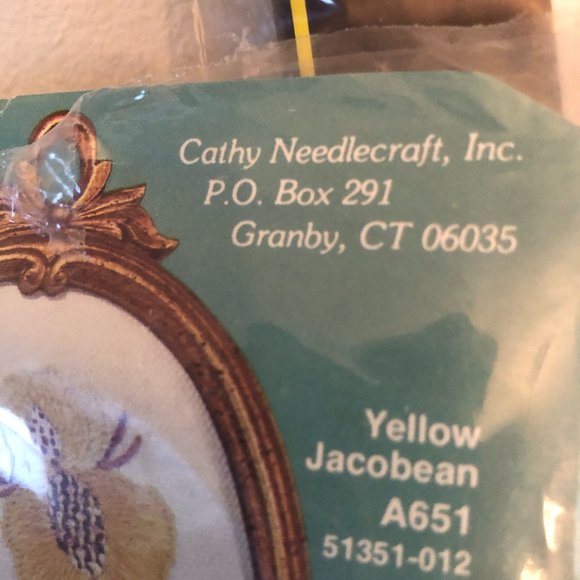 Cathy Needlecraft, Inc.
P.O. Box 291
Granby, CT 06035
Yellow
Jacobean
A651
51351-012